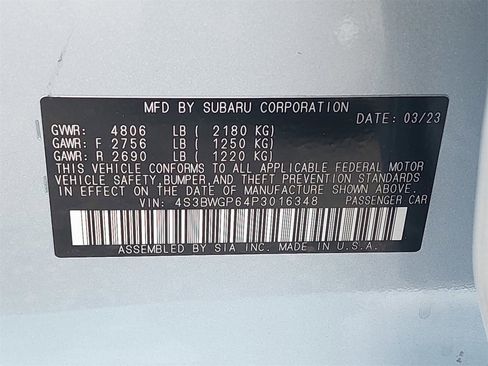 MFD BY SUBARU CORPORATION
DATE: 03/23
GVWR: 4806 LB ( 2180 KG)
GAWR: F 2756 LB ( 1250 KG)
GAWR: R 2690 LB ( 1220 KG)
THIS VEHICLE CONFORMS TO ALL APPLICABLE FEDERAL MOTOR
VEHICLE SAFETY,BUMPER,AND THEFT PREVENTION STANDARDS
IN EFFECT ON THE DATE OF MANUFACTURE SHOWN ABOVE.
VIN: 4S3BWGP64P3016348 PASSENGER CAR
ASSEMBLED BY SIA INC. MADE IN U.S.A.